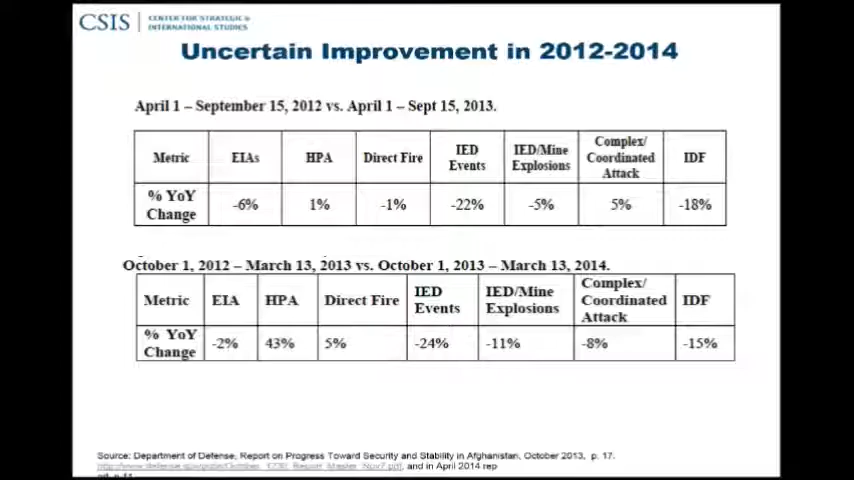 CSIS | CENTER FOR STRATEGIC &
INTERNATIONAL STUDIES
Uncertain Improvement in 2012-2014
April 1 – September 15, 2012 vs. April 1 – Sept 15, 2013.
Metric EIAs HPA Direct Fire IED Events IED/Mine Explosions Complex/ Coordinated Attack IDF
% YoY Change -6% 1% -1% -22% -5% 5% -18%
October 1, 2012 – March 13, 2013 vs. October 1, 2013 – March 13, 2014.
Metric EIA HPA Direct Fire IED Events IED/Mine Explosions Complex/ Coordinated Attack IDF
% YoY Change -2% 43% 5% -24% -11% -8% -15%
Source: Department of Defense, Report on Progress Toward Security and Stability in Afghanistan, October 2013, p. 17.
and in April 2014 rep